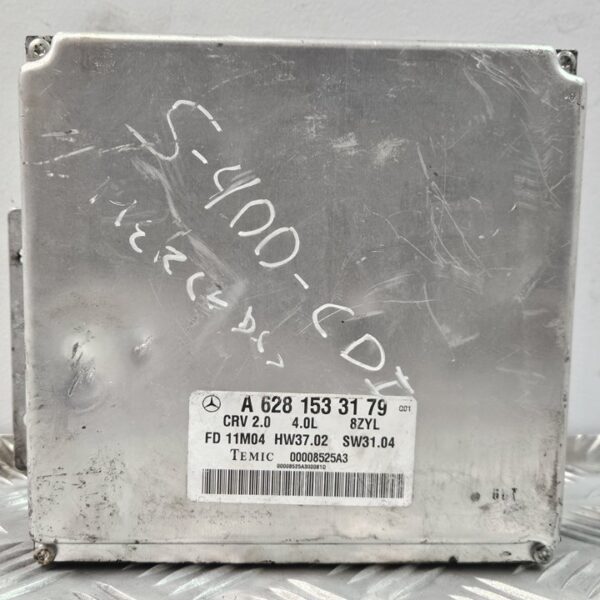 S-400-CDI
A 628 153 31 79 001
CRV 2.0 4.0L 8ZYL
FD 11M04 HW37.02 SW31.04
TEMIC 00008525A3